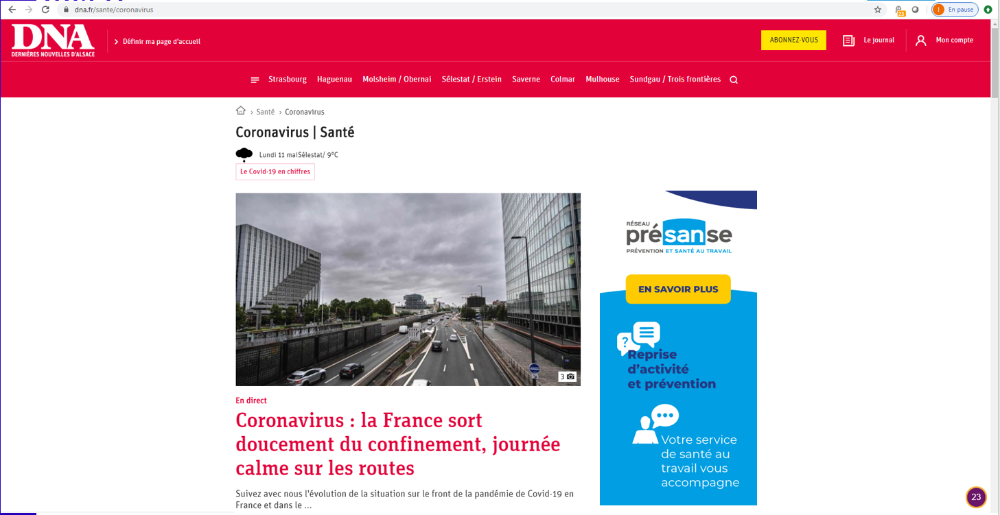 dna.fr/sante/coronavirus
23
!
En pause
DNA
DERNIÈRES NOUVELLES D'ALSACE
Définir ma page d'accueil
ABONNEZ-VOUS
Le journal
Mon compte
Strasbourg Haguenau Molsheim / Obernai Sélestat / Erstein Saverne Colmar Mulhouse Sundgau / Trois frontières
› Santé › Coronavirus
Coronavirus | Santé
Lundi 11 maiSélestat/ 9°C
Le Covid-19 en chiffres
3
En direct
Coronavirus : la France sort
doucement du confinement, journée
calme sur les routes
Suivez avec nous l'évolution de la situation sur le front de la pandémie de Covid-19 en
France et dans le ...
RÉSEAU
présanse
PRÉVENTION ET SANTÉ AU TRAVAIL
EN SAVOIR PLUS
?
Reprise
d'activité
et prévention
Votre service
de santé au
travail vous
accompagne
23